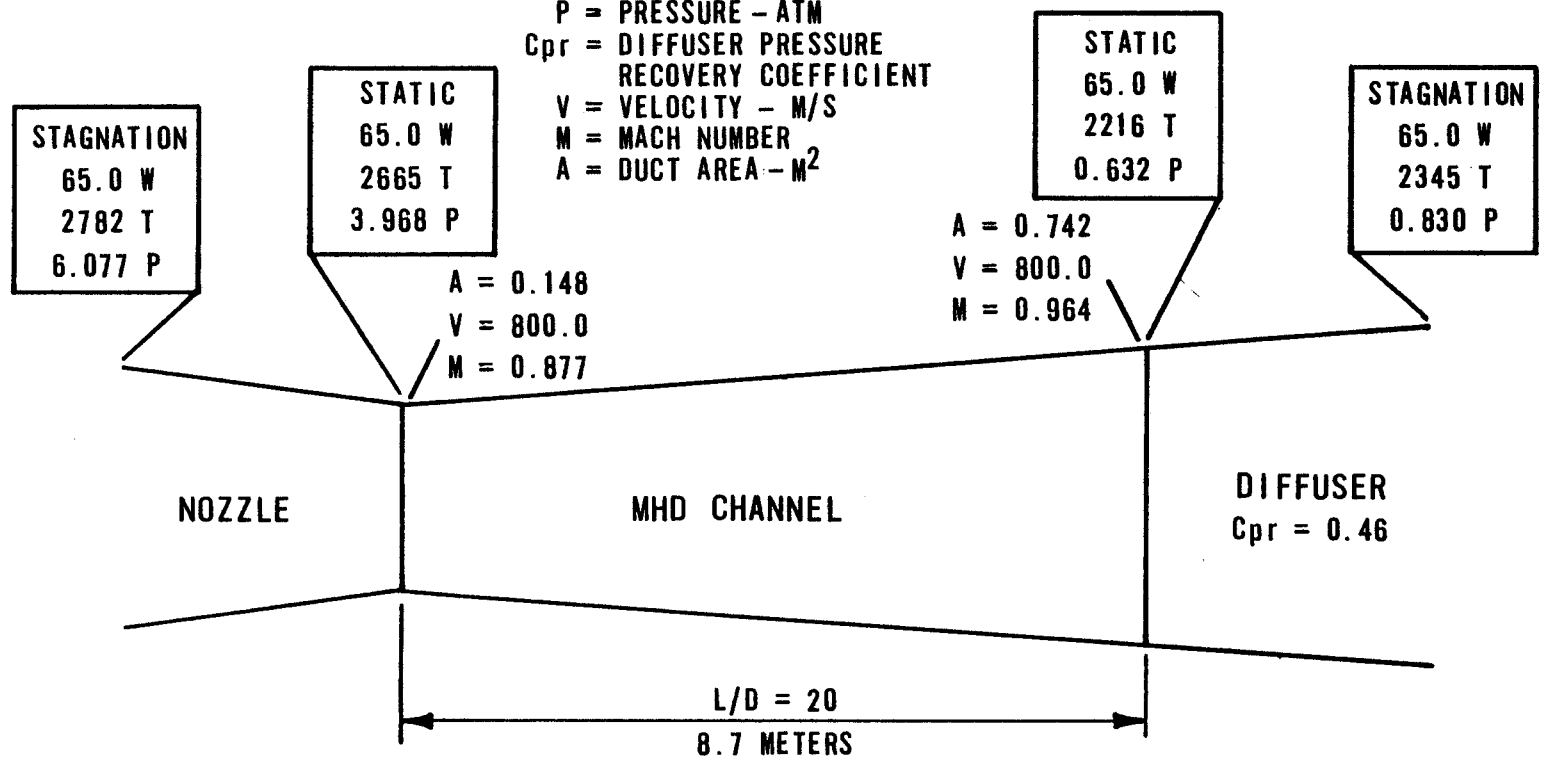 P = PRESSURE – ATM
Cpr = DIFFUSER PRESSURE
RECOVERY COEFFICIENT
V = VELOCITY – M/S
M = MACH NUMBER
A = DUCT AREA – M²
STAGNATION
65.0 W
2782 T
6.077 P
STATIC
65.0 W
2665 T
3.968 P
A = 0.148
V = 800.0
M = 0.877
STATIC
65.0 W
2216 T
0.632 P
A = 0.742
V = 800.0
M = 0.964
STAGNATION
65.0 W
2345 T
0.830 P
NOZZLE
MHD CHANNEL
DIFFUSER
Cpr = 0.46
L/D = 20
8.7 METERS